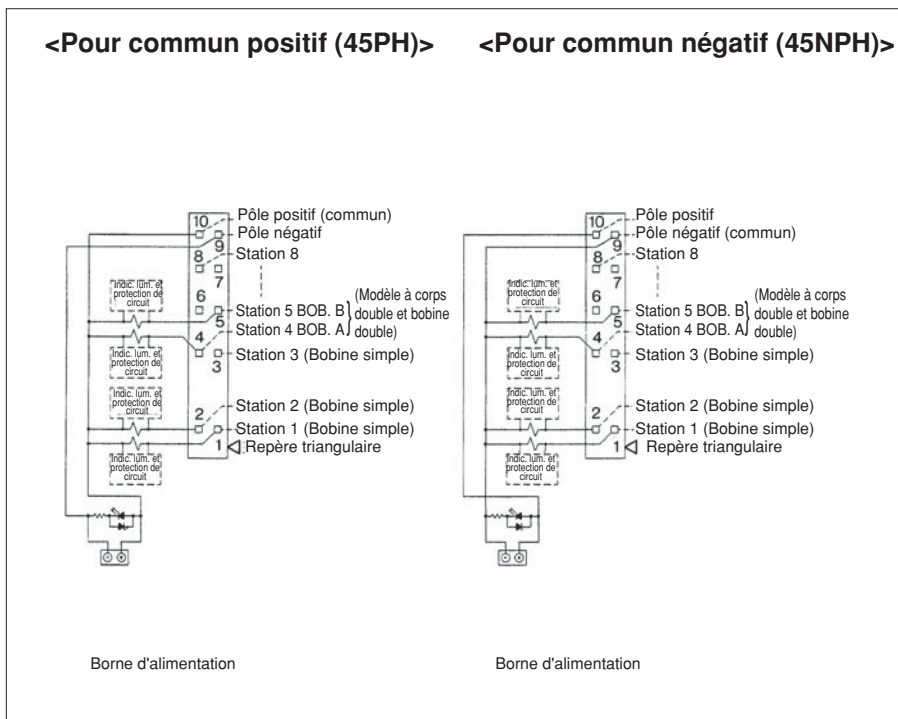 <Pour commun positif (45PH)>
10
Pôle positif (commun)
Pôle négatif
9
8
Station 8
7
Indic. lum. et
protection de
circuit
6
Station 5 BOB. B
5
(Modèle à corps
double et bobine
double)
4
Station 4 BOB. A
Indic. lum. et
protection de
circuit
Station 3 (Bobine simple)
3
Indic. lum. et
protection de
circuit
2
Station 2 (Bobine simple)
Station 1 (Bobine simple)
1
Repère triangulaire
Indic. lum. et
protection de
circuit
Borne d'alimentation
<Pour commun négatif (45NPH)>
10
Pôle positif
Pôle négatif (commun)
9
8
Station 8
7
Indic. lum. et
protection de
circuit
6
Station 5 BOB. B
5
(Modèle à corps
double et bobine
double)
4
Station 4 BOB. A
Indic. lum. et
protection de
circuit
Station 3 (Bobine simple)
3
Indic. lum. et
protection de
circuit
2
Station 2 (Bobine simple)
Station 1 (Bobine simple)
1
Repère triangulaire
Indic. lum. et
protection de
circuit
Borne d'alimentation